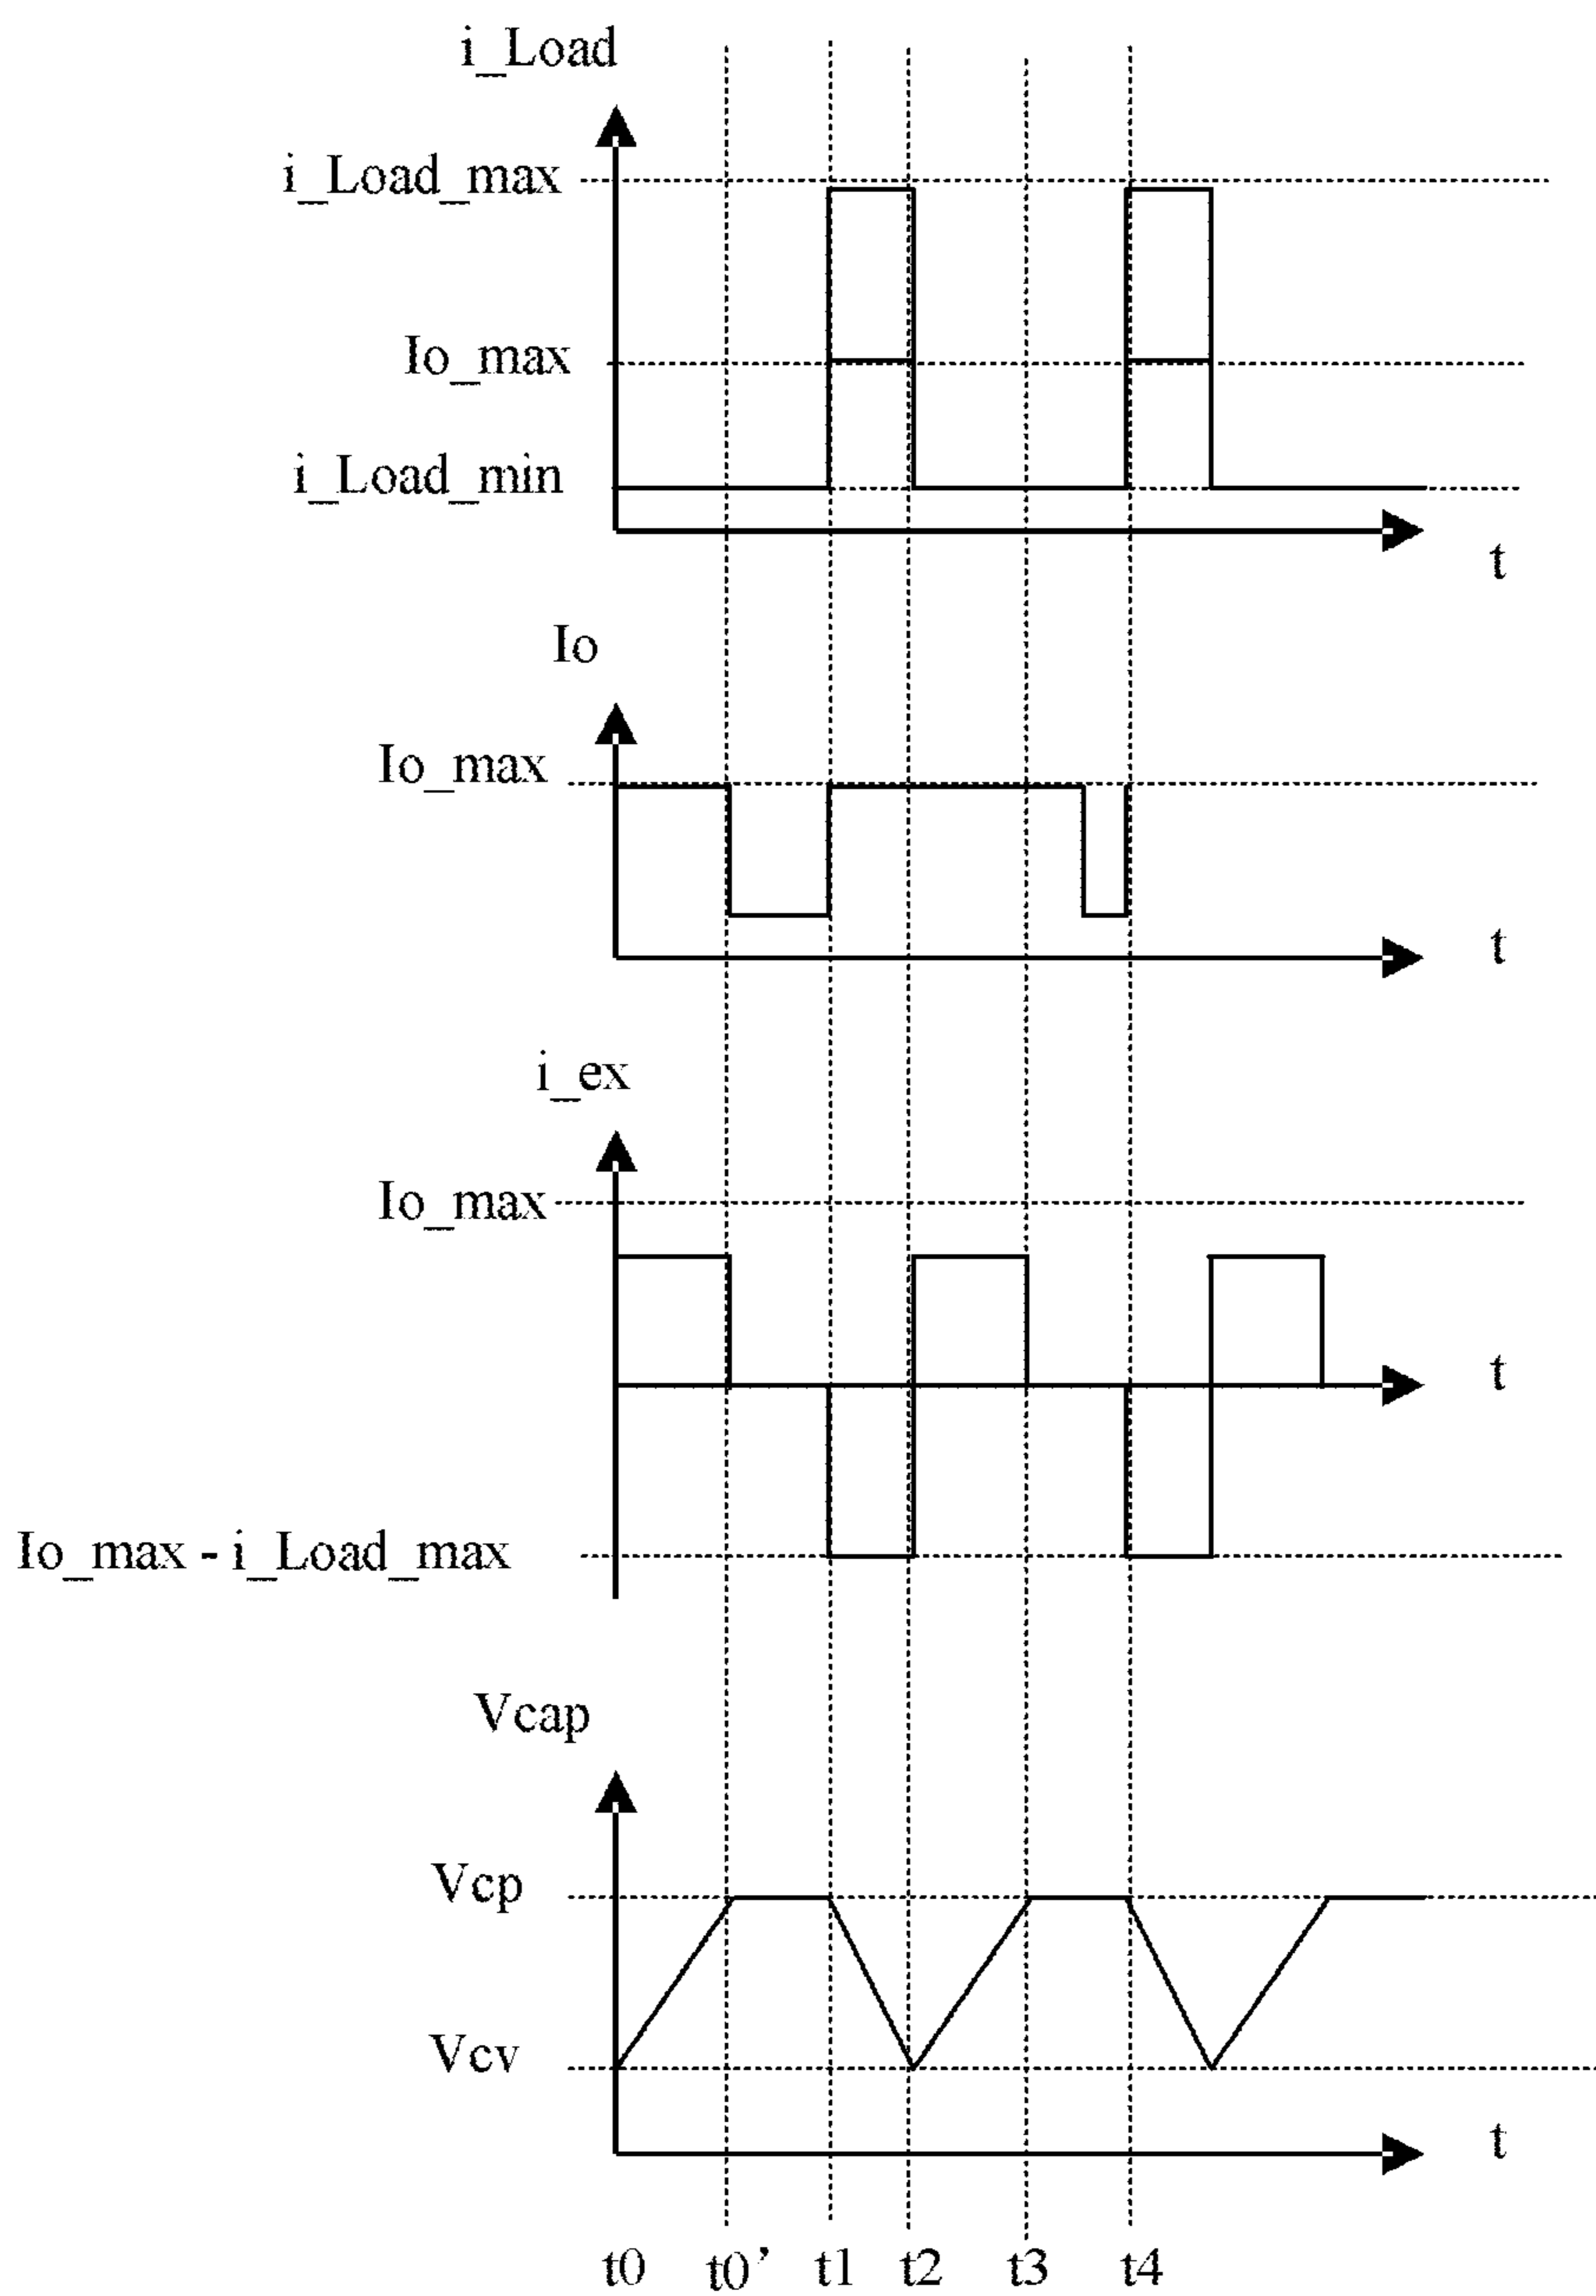 i_Load
i_Load_max
Io_max
i_Load_min
t
Io
Io_max
t
i_ex
Io_max
t
Io_max - i_Load_max
Vcap
Vcp
Vcv
t
t0 t0’ t1 t2 t3 t4